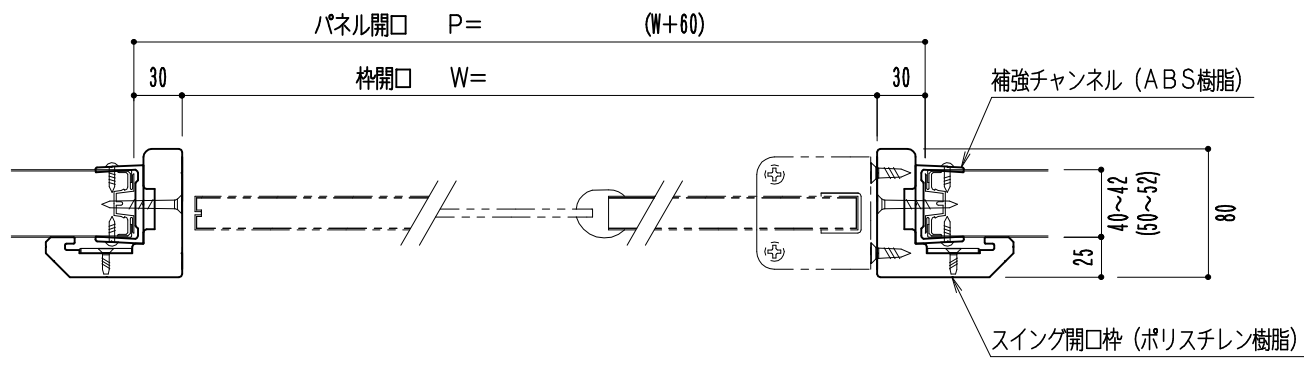 パネル開口 P= (W+60)
30 枠開口 W= 30
補強チャンネル（ABS樹脂）
40～42
(50～52)
25
80
スイング開口枠（ポリスチレン樹脂）